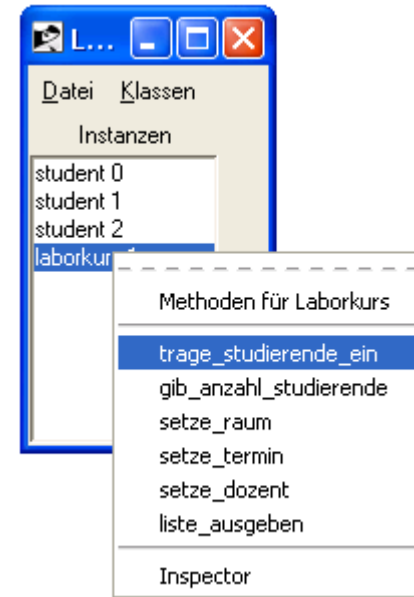 L...
Datei Klassen
Instanzen
student 0
student 1
student 2
Methoden für Laborkurs
trage_studierende_ein
gib_anzahl_studierende
setze_raum
setze_termin
setze_dozent
liste_ausgeben
Inspector